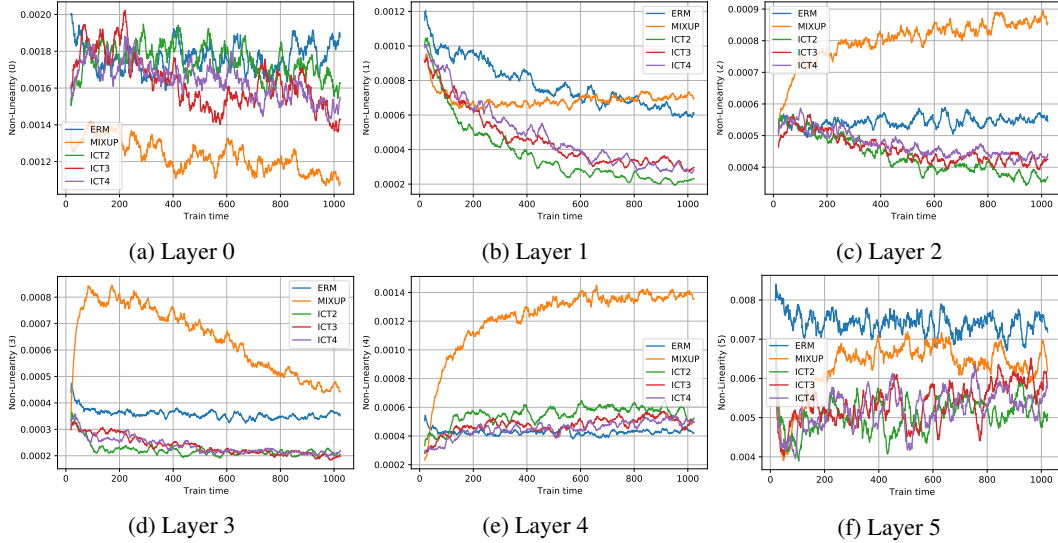 0.0020
0.0018
0.0016
0.0014
0.0012
Non-Linearity (0)
ERM
MIXUP
ICT2
ICT3
ICT4
0 200 400 600 800 1000
Train time
(a) Layer 0
0.0012
0.0010
0.0008
0.0006
0.0004
0.0002
Non-Linearity (1)
ERM
MIXUP
ICT2
ICT3
ICT4
0 200 400 600 800 1000
Train time
(b) Layer 1
0.0009
0.0008
0.0007
0.0006
0.0005
0.0004
Non-Linearity (2)
ERM
MIXUP
ICT2
ICT3
ICT4
0 200 400 600 800 1000
Train time
(c) Layer 2
0.0008
0.0007
0.0006
0.0005
0.0004
0.0003
0.0002
Non-Linearity (3)
ERM
MIXUP
ICT2
ICT3
ICT4
0 200 400 600 800 1000
Train time
(d) Layer 3
0.0014
0.0012
0.0010
0.0008
0.0006
0.0004
0.0002
Non-Linearity (4)
ERM
MIXUP
ICT2
ICT3
ICT4
0 200 400 600 800 1000
Train time
(e) Layer 4
0.008
0.007
0.006
0.005
0.004
Non-Linearity (5)
ERM
MIXUP
ICT2
ICT3
ICT4
0 200 400 600 800 1000
Train time
(f) Layer 5